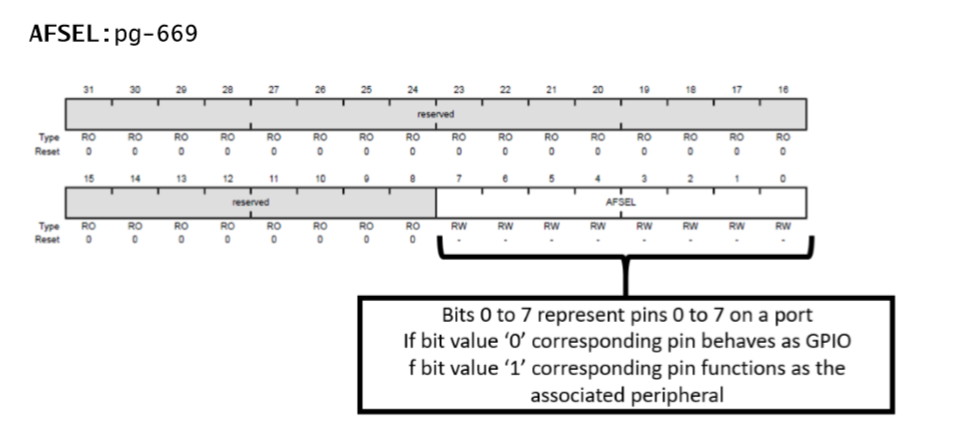 AFSEL:pg-669
31 30 29 28 27 26 25 24 23 22 21 20 19 18 17 16
reserved
Type RO RO RO RO RO RO RO RO RO RO RO RO RO RO RO RO
Reset 0 0 0 0 0 0 0 0 0 0 0 0 0 0 0 0
15 14 13 12 11 10 9 8 7 6 5 4 3 2 1 0
reserved AFSEL
Type RO RO RO RO RO RO RO RO RW RW RW RW RW RW RW RW
Reset 0 0 0 0 0 0 0 0 - - - - - - - -
Bits 0 to 7 represent pins 0 to 7 on a port
If bit value ‘0’ corresponding pin behaves as GPIO
f bit value ‘1’ corresponding pin functions as the
associated peripheral